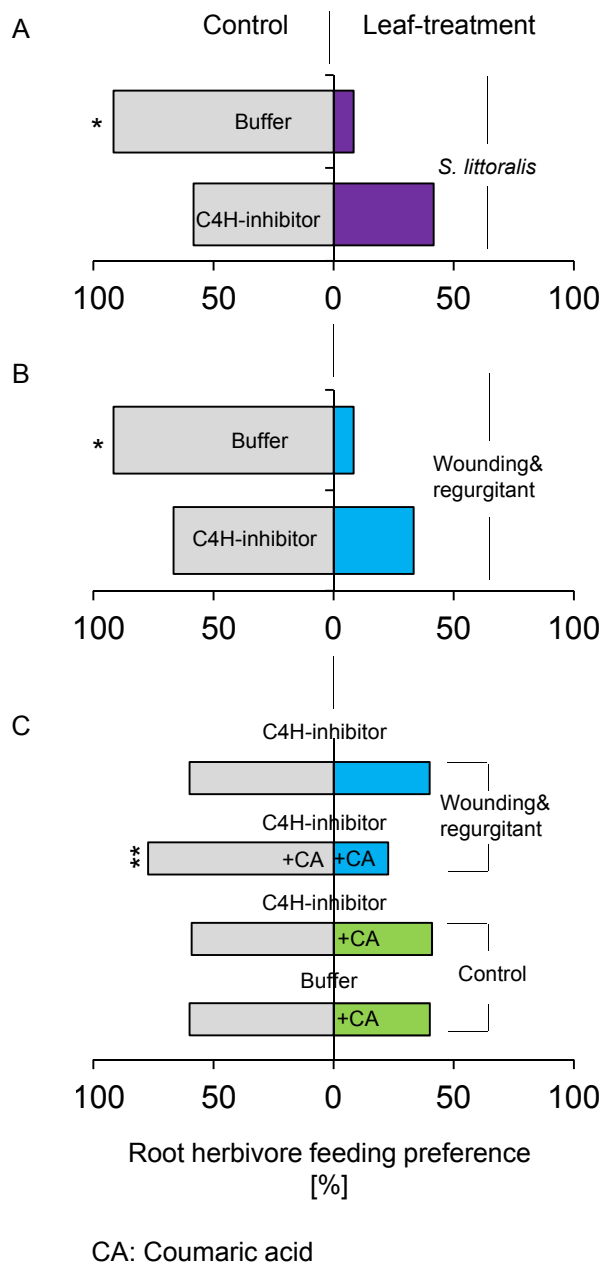 A
Control
Leaf-treatment
*
Buffer
S. littoralis
C4H-inhibitor
100 50 0 50 100
B
*
Buffer
Wounding&
regurgitant
C4H-inhibitor
100 50 0 50 100
C
C4H-inhibitor
Wounding&
regurgitant
C4H-inhibitor
**
+CA +CA
C4H-inhibitor
+CA
Control
Buffer
+CA
100 50 0 50 100
Root herbivore feeding preference
[%]
CA: Coumaric acid